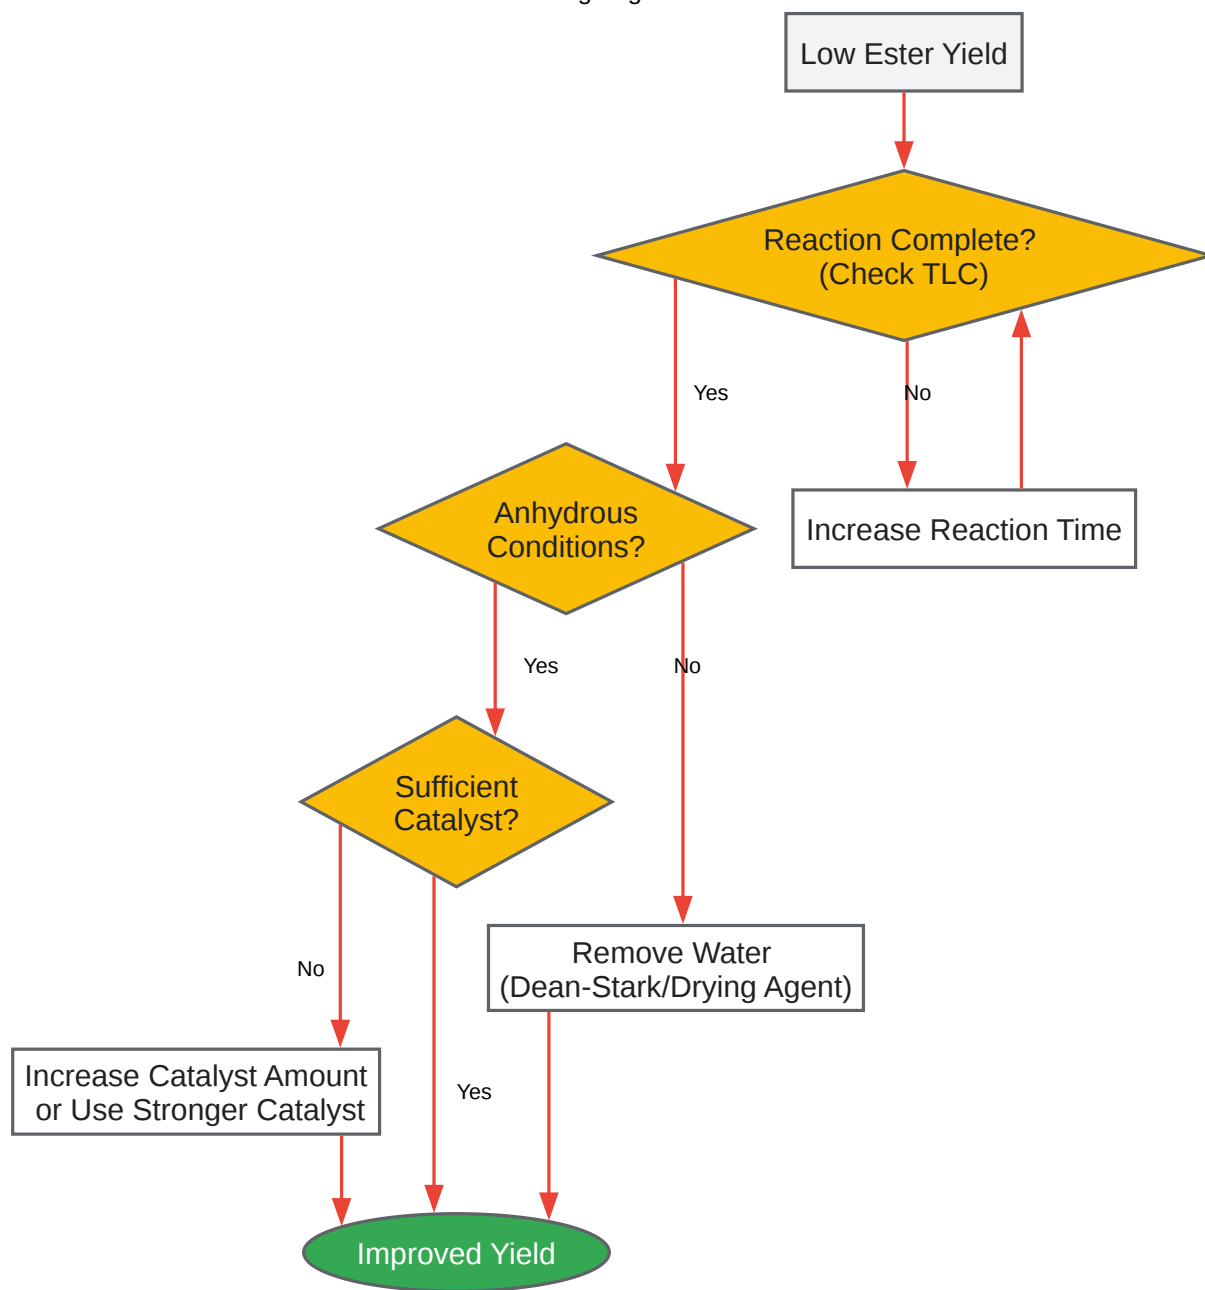 Low Ester Yield
Reaction Complete?
(Check TLC)
Yes
No
Anhydrous
Conditions?
Increase Reaction Time
Yes
No
Sufficient
Catalyst?
Remove Water
(Dean-Stark/Drying Agent)
No
Increase Catalyst Amount
or Use Stronger Catalyst
Yes
Improved Yield